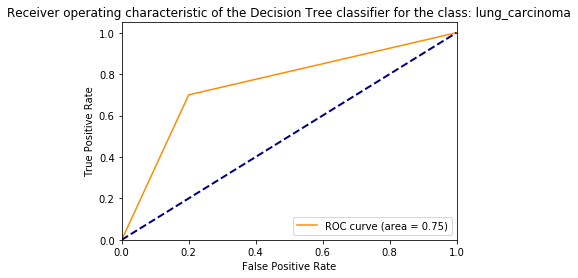 Receiver operating characteristic of the Decision Tree classifier for the class: lung_carcinoma
1.0
0.8
0.6
0.4
0.2
0.0
True Positive Rate
ROC curve (area = 0.75)
0.0 0.2 0.4 0.6 0.8 1.0
False Positive Rate